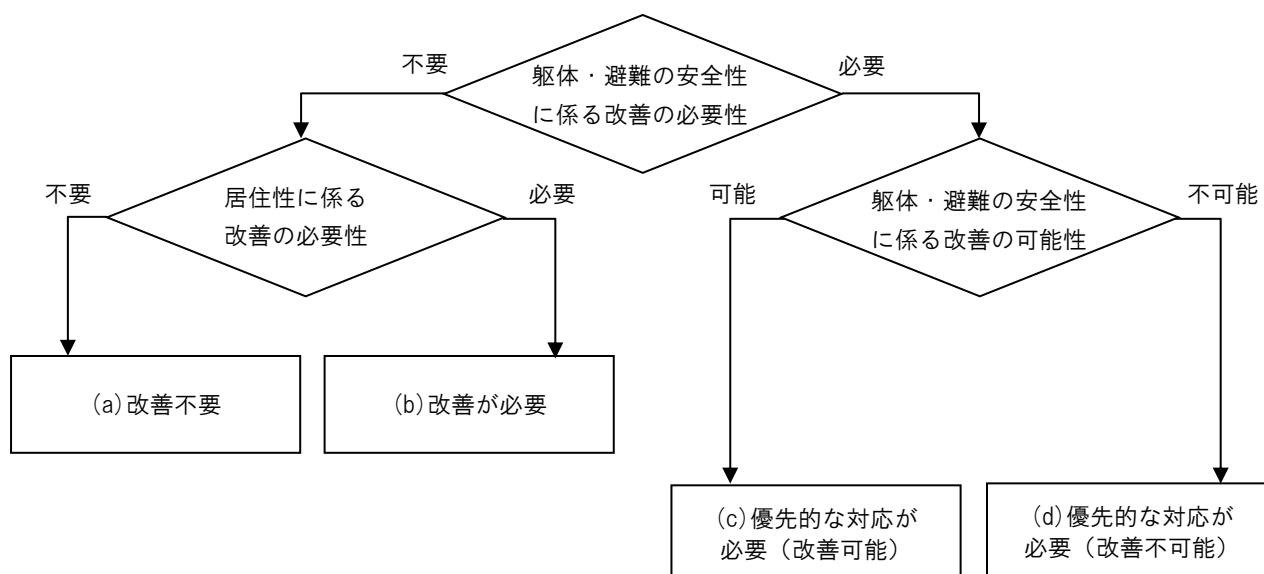 不要
躯体・避難の安全性
に係る改善の必要性
必要
不要
居住性に係る
改善の必要性
必要
可能
躯体・避難の安全性
に係る改善の可能性
不可能
(a)改善不要
(b)改善が必要
(c)優先的な対応が
必要（改善可能）
(d)優先的な対応が
必要（改善不可能）